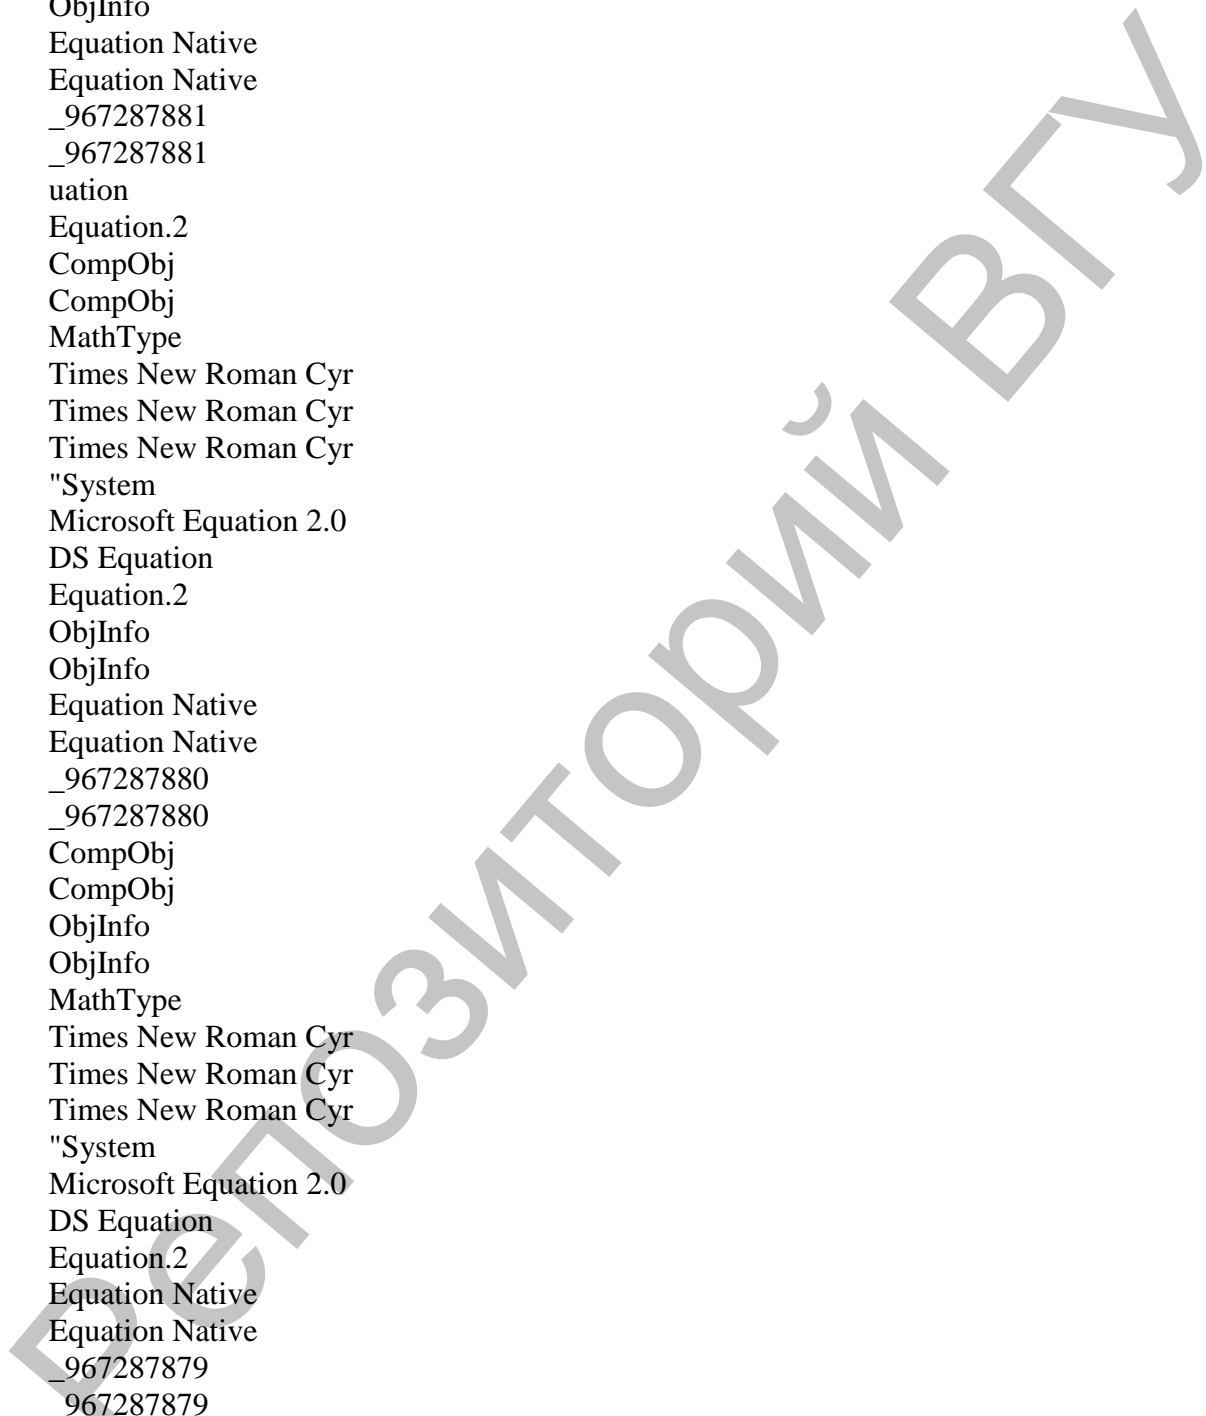 ObjInfo
Equation Native
Equation Native
_967287881
_967287881
uation
Equation.2
CompObj
CompObj
MathType
Times New Roman Cyr
Times New Roman Cyr
Times New Roman Cyr
"System
Microsoft Equation 2.0
DS Equation
Equation.2
ObjInfo
ObjInfo
Equation Native
Equation Native
_967287880
_967287880
CompObj
CompObj
ObjInfo
ObjInfo
MathType
Times New Roman Cyr
Times New Roman Cyr
Times New Roman Cyr
"System
Microsoft Equation 2.0
DS Equation
Equation.2
Equation Native
Equation Native
_967287879
_967287879
Репозиторий ВГУ